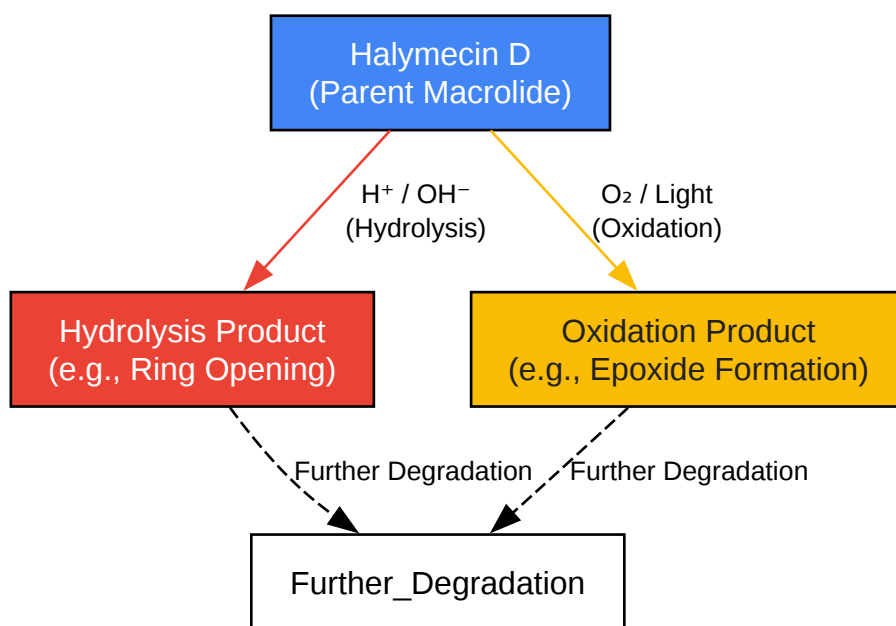 Halymecin D
(Parent Macrolide)
H⁺ / OH⁻
(Hydrolysis)
O₂ / Light
(Oxidation)
Hydrolysis Product
(e.g., Ring Opening)
Oxidation Product
(e.g., Epoxide Formation)
Further Degradation
Further Degradation
Further_Degradation